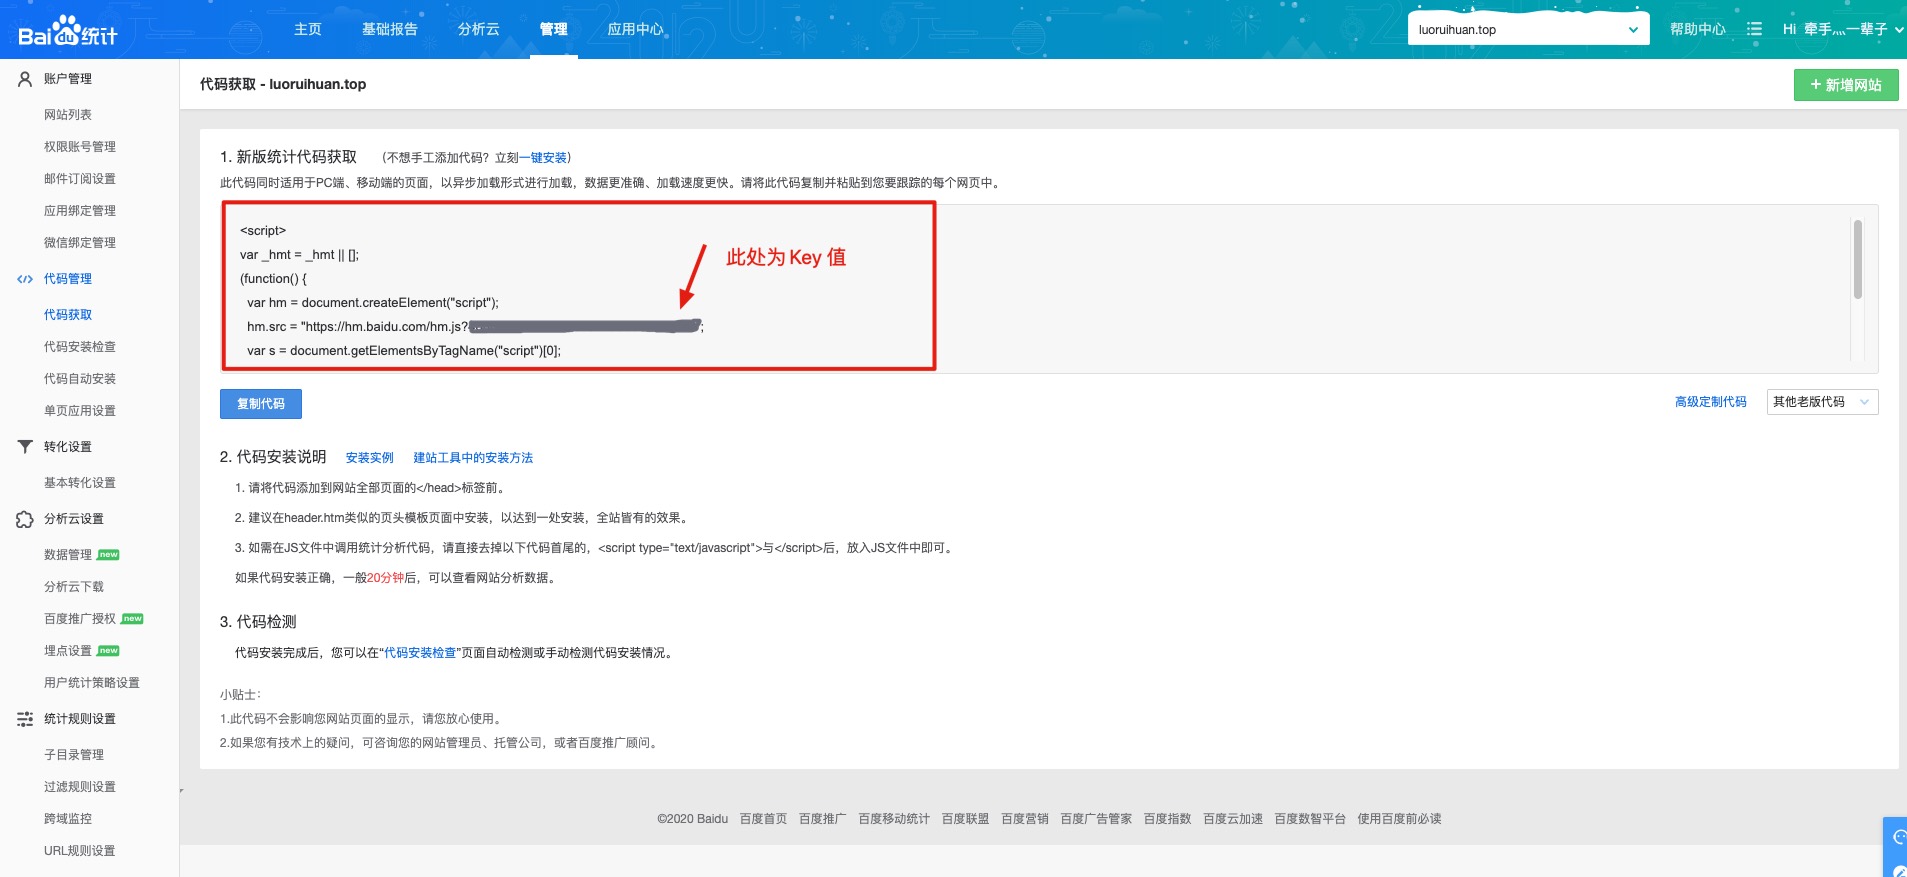 Baidu统计
主页 基础报告 分析云 管理 应用中心
luoruihuan.top
帮助中心
Hi 牵手灬一辈子
账户管理
网站列表
权限账号管理
邮件订阅设置
应用绑定管理
微信绑定管理
</> 代码管理
代码获取
代码安装检查
代码自动安装
单页应用设置
转化设置
基本转化设置
分析云设置
数据管理 new
分析云下载
百度推广授权 new
埋点设置 new
用户统计策略设置
统计规则设置
子目录管理
过滤规则设置
跨域监控
URL规则设置
代码获取 - luoruihuan.top
+ 新增网站
1. 新版统计代码获取 (不想手工添加代码？立刻一键安装)
此代码同时适用于PC端、移动端的页面，以异步加载形式进行加载，数据更准确、加载速度更快。请将此代码复制并粘贴到您要跟踪的每个网页中。
<script>
var _hmt = _hmt || [];
(function() {
var hm = document.createElement("script");
hm.src = "https://hm.baidu.com/hm.js?
;
var s = document.getElementsByTagName("script")[0];
此处为 Key 值
复制代码
高级定制代码
其他老版代码
2. 代码安装说明 安装实例 建站工具中的安装方法
1. 请将代码添加到网站全部页面的</head>标签前。
2. 建议在header.htm类似的页头模板页面中安装，以达到一处安装，全站皆有的效果。
3. 如需在JS文件中调用统计分析代码，请直接去掉以下代码首尾的，<script type="text/javascript">与</script>后，放入JS文件中即可。
如果代码安装正确，一般20分钟后，可以查看网站分析数据。
3. 代码检测
代码安装完成后，您可以在“代码安装检查”页面自动检测或手动检测代码安装情况。
小贴士：
1.此代码不会影响您网站页面的显示，请您放心使用。
2.如果您有技术上的疑问，可咨询您的网站管理员、托管公司，或者百度推广顾问。
©2020 Baidu 百度首页 百度推广 百度移动统计 百度联盟 百度营销 百度广告管家 百度指数 百度云加速 百度数智平台 使用百度前必读